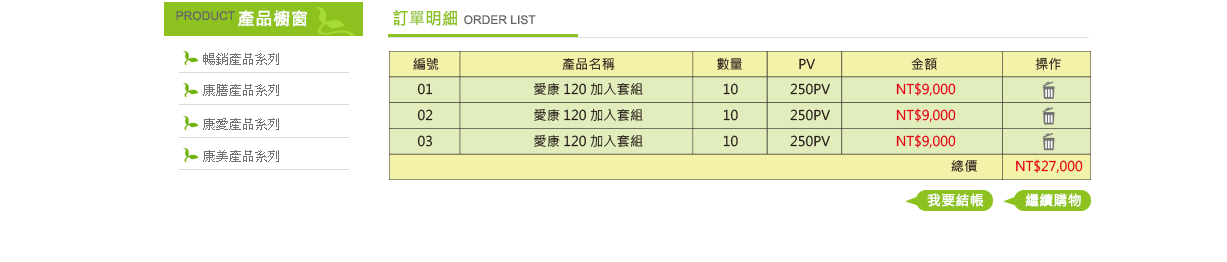 PRODUCT 產品櫥窗
暢銷產品系列
康膳產品系列
康愛產品系列
康美產品系列
訂單明細 ORDER LIST
編號 產品名稱 數量 PV 金額 操作
01 愛康 120 加入套組 10 250PV NT$9,000
02 愛康 120 加入套組 10 250PV NT$9,000
03 愛康 120 加入套組 10 250PV NT$9,000
總價 NT$27,000
我要結帳 繼續購物